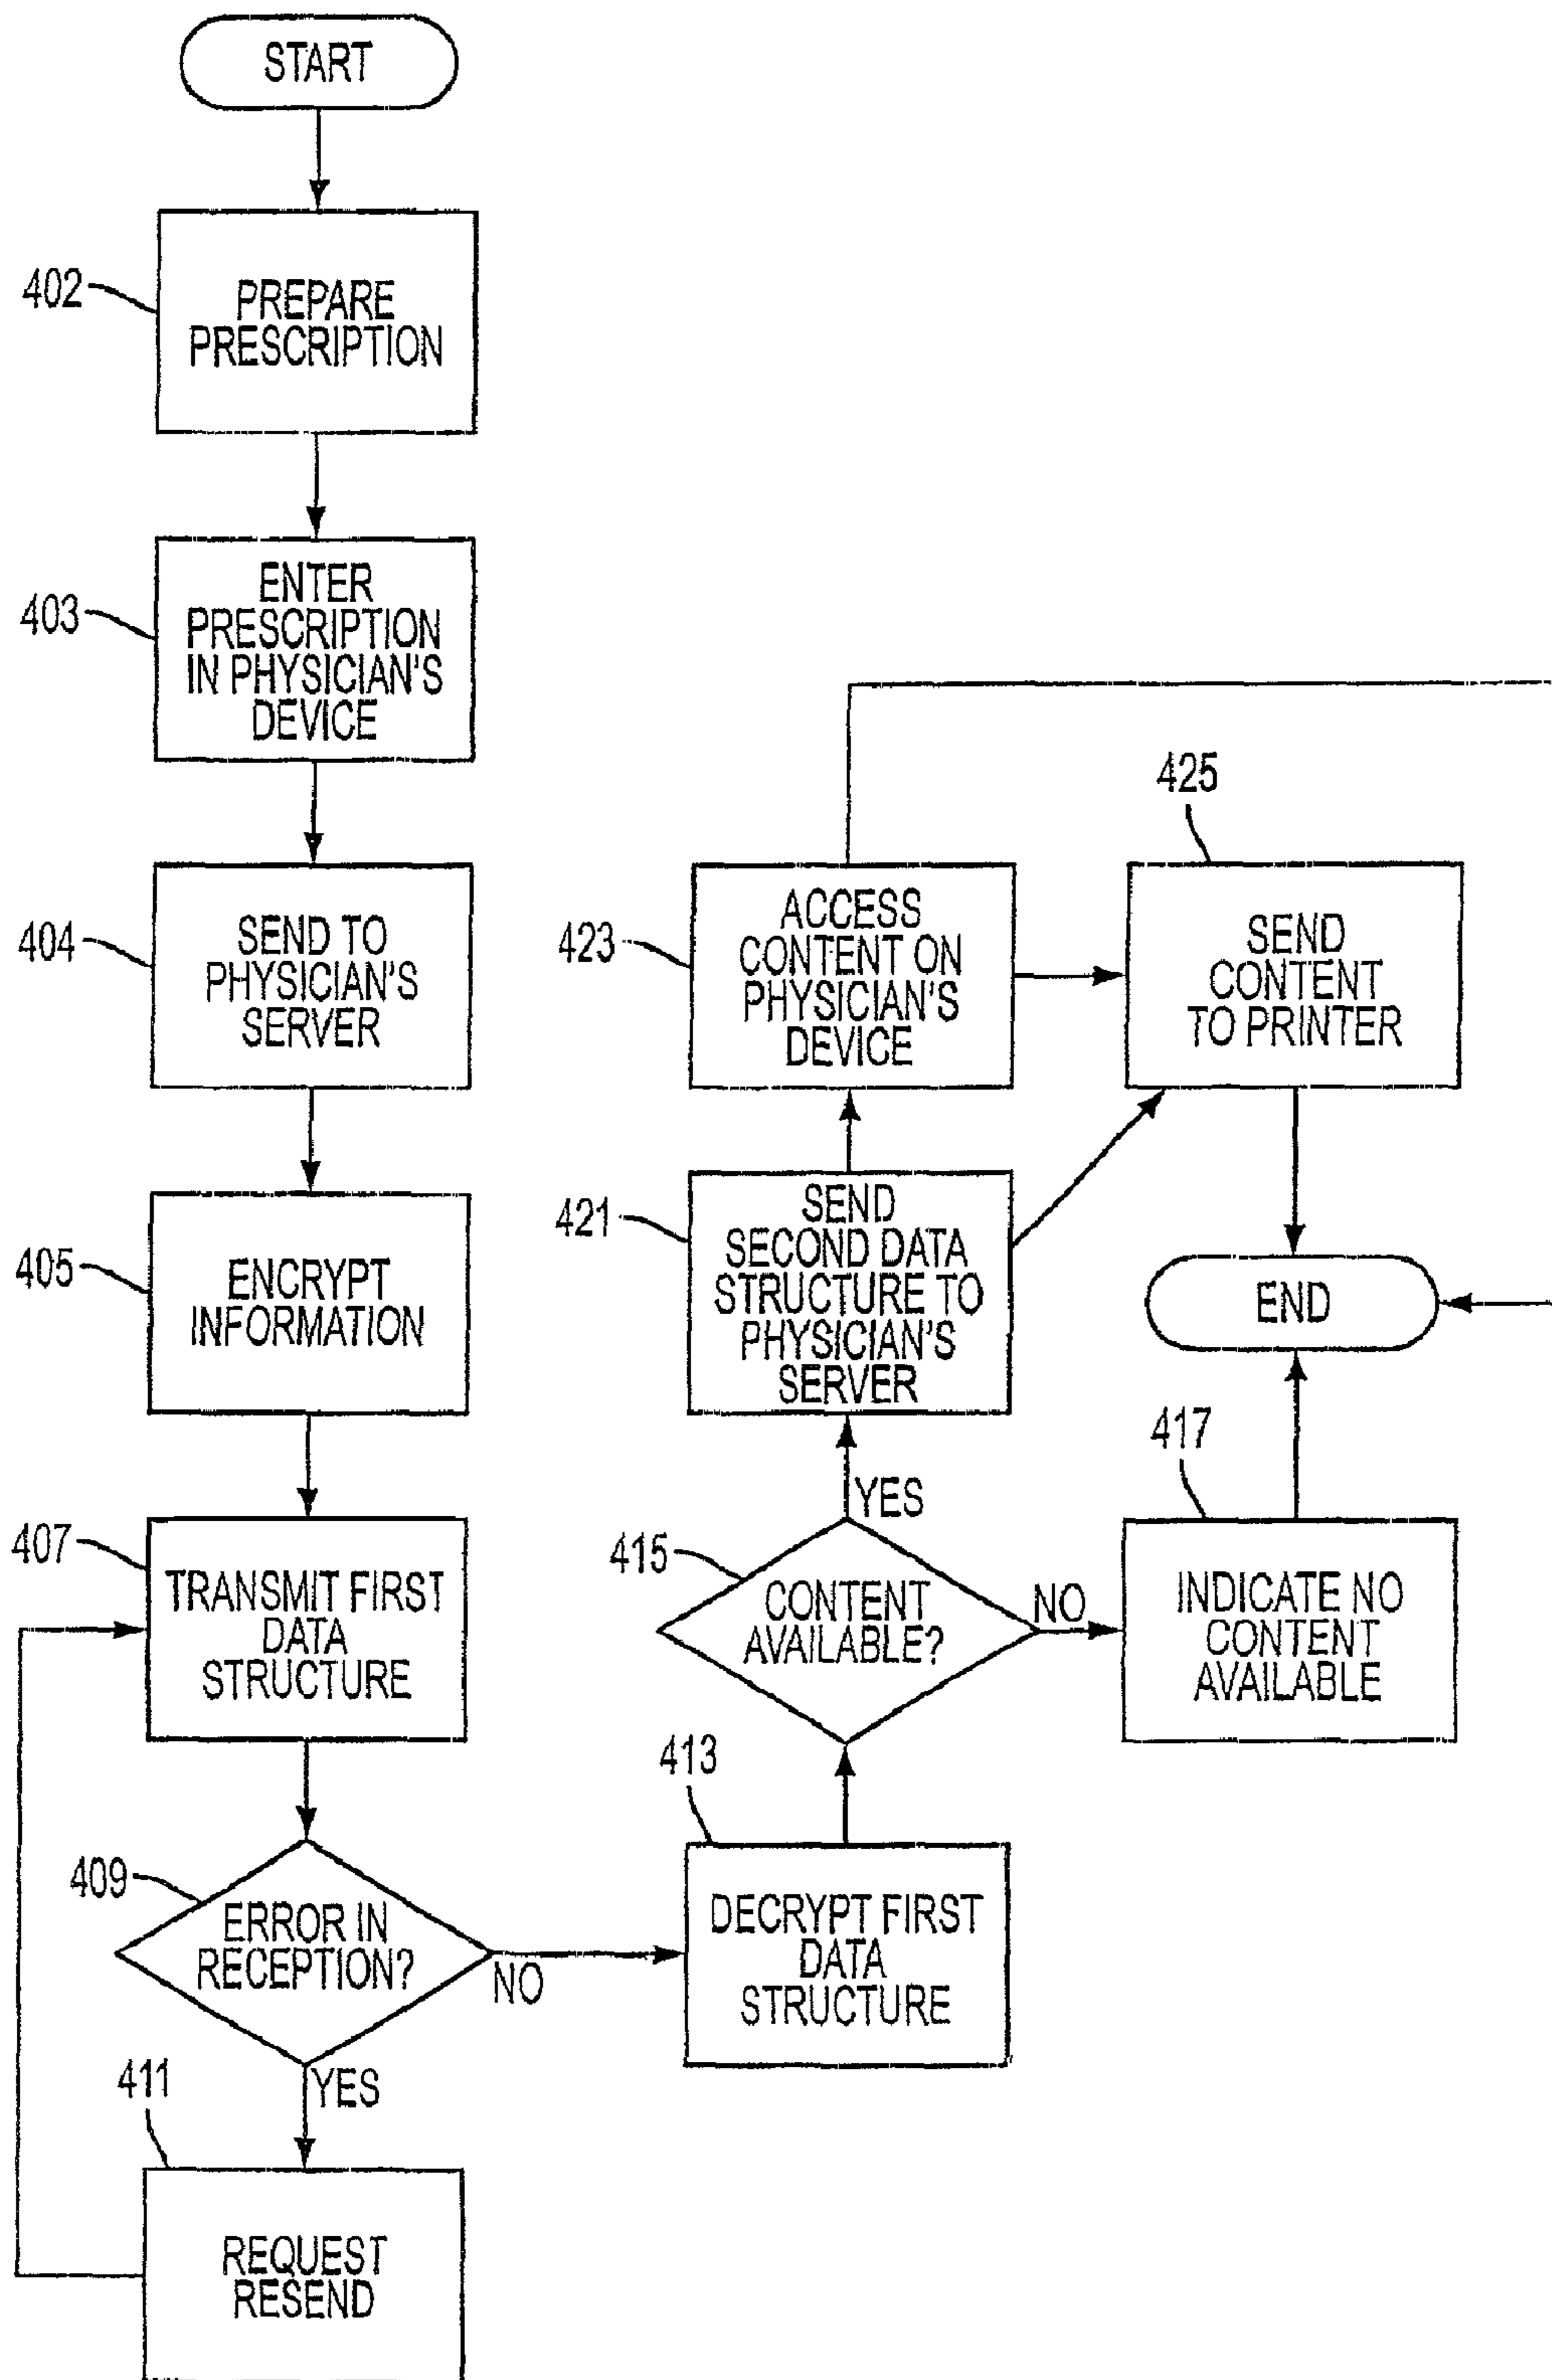 START
402
PREPARE
PRESCRIPTION
403
ENTER
PRESCRIPTION
IN PHYSICIAN'S
DEVICE
404
SEND TO
PHYSICIAN'S
SERVER
405
ENCRYPT
INFORMATION
407
TRANSMIT FIRST
DATA
STRUCTURE
409
ERROR IN
RECEPTION?
NO
YES
411
REQUEST
RESEND
413
DECRYPT FIRST
DATA
STRUCTURE
415
CONTENT
AVAILABLE?
YES
NO
417
INDICATE NO
CONTENT
AVAILABLE
421
SEND
SECOND DATA
STRUCTURE TO
PHYSICIAN'S
SERVER
423
ACCESS
CONTENT ON
PHYSICIAN'S
DEVICE
425
SEND
CONTENT
TO PRINTER
END